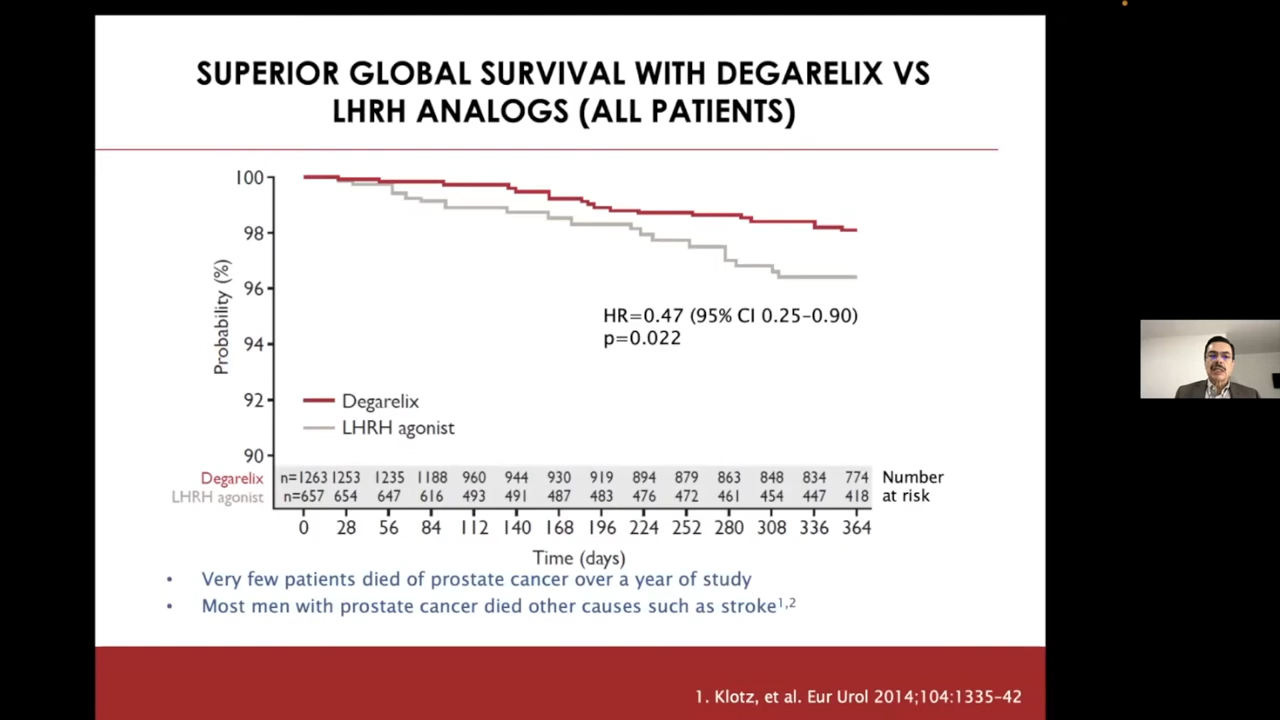 SUPERIOR GLOBAL SURVIVAL WITH DEGARELIX VS
LHRH ANALOGS (ALL PATIENTS)
100
98
96
94
92
90
Probability (%)
HR=0.47 (95% CI 0.25–0.90)
p=0.022
Degarelix
LHRH agonist
Degarelix n=1263 1253 1235 1188 960 944 930 919 894 879 863 848 834 774 Number
LHRH agonist n=657 654 647 616 493 491 487 483 476 472 461 454 447 418 at risk
0 28 56 84 112 140 168 196 224 252 280 308 336 364
Time (days)
• Very few patients died of prostate cancer over a year of study
• Most men with prostate cancer died other causes such as stroke1,2
1. Klotz, et al. Eur Urol 2014;104:1335–42